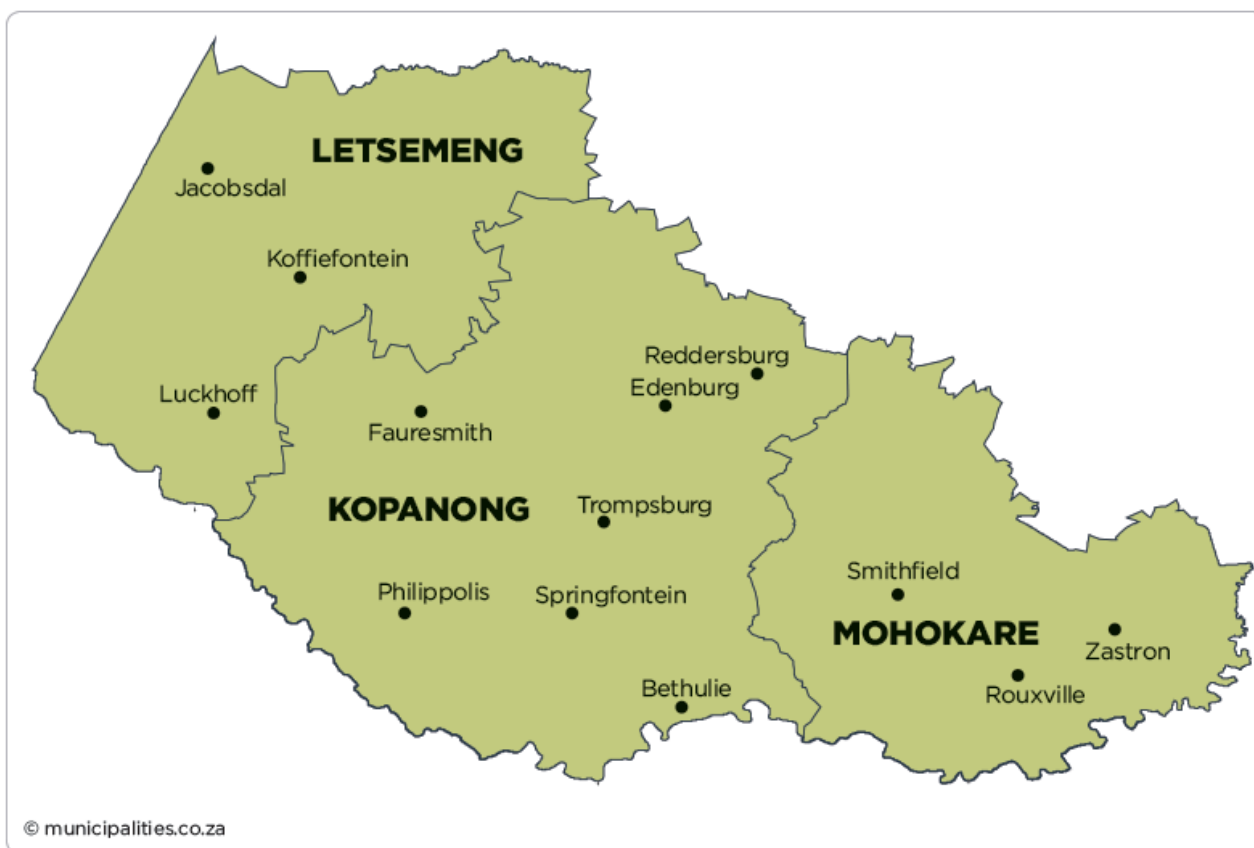 LETSEMENG
Jacobsdal
Koffiefontein
Reddersburg
Edenburg
Luckhoff
Fauresmith
KOPANONG
Trompsburg
Smithfield
Philippolis
Springfontein
MOHOKARE
Zastron
Bethulie
Rouxville
© municipalities.co.za